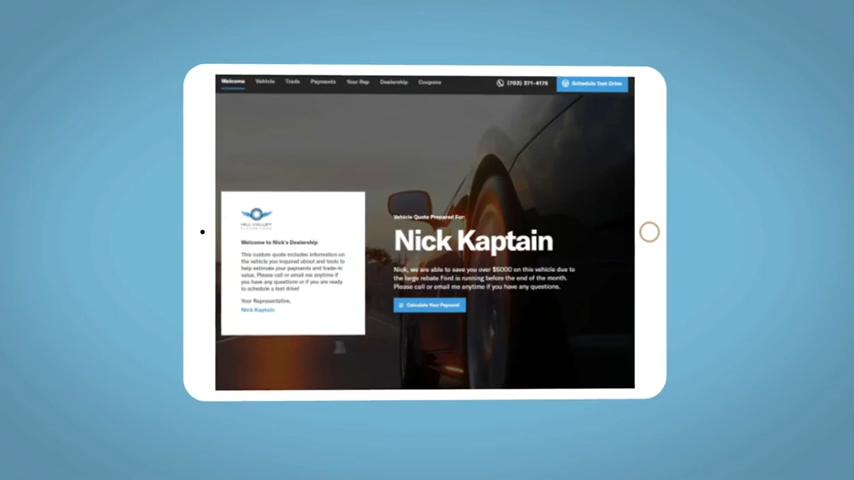 Welcome Vehicle Trade Payments Your Rep Dealership Coupons (702) 371-4176 Schedule Test Drive
HILL VALLEY
Welcome to Nick's Dealership
This custom quote includes information on
the vehicle you inquired about and tools to
help estimate your payments and trade-in
value. Please call or email me anytime if
you have any questions or if you are ready
to schedule a test drive!
Your Representative,
Nick Kaptain
Vehicle Quote Prepared For:
Nick Kaptain
Nick, we are able to save you over $5000 on this vehicle due to
the large rebate Ford is running before the end of the month.
Please call or email me anytime if you have any questions.
Calculate Your Payment